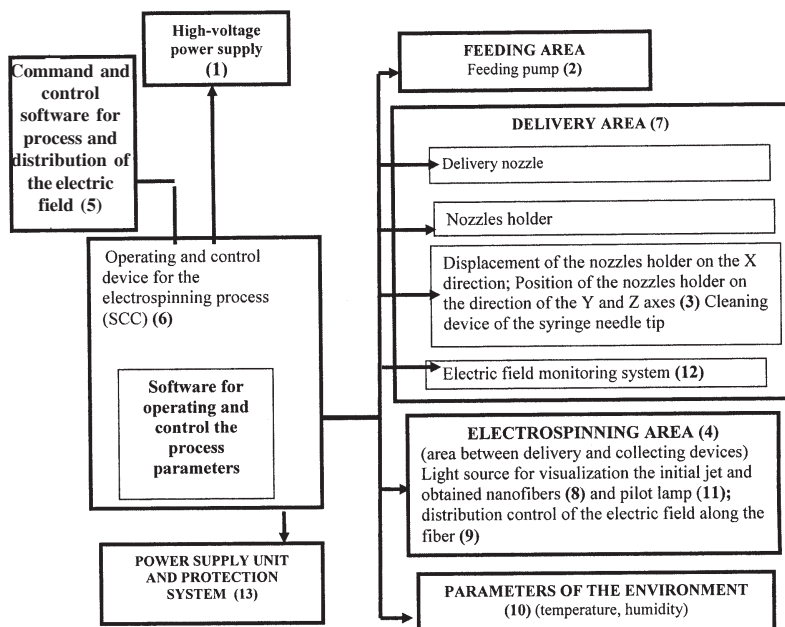 High-voltage
power supply
(1)
Command and
control
software for
process and
distribution of
the electric
field (5)
Operating and control
device for the
electrospinning process
(SCC) (6)
Software for
operating and
control the
process
parameters
POWER SUPPLY UNIT
AND PROTECTION
SYSTEM (13)
FEEDING AREA
Feeding pump (2)
DELIVERY AREA (7)
Delivery nozzle
Nozzles holder
Displacement of the nozzles holder on the X
direction; Position of the nozzles holder on
the direction of the Y and Z axes (3) Cleaning
device of the syringe needle tip
Electric field monitoring system (12)
ELECTROSPINNING AREA (4)
(area between delivery and collecting devices)
Light source for visualization the initial jet and
obtained nanofibers (8) and pilot lamp (11);
distribution control of the electric field along the
fiber (9)
PARAMETERS OF THE ENVIRONMENT
(10) (temperature, humidity)